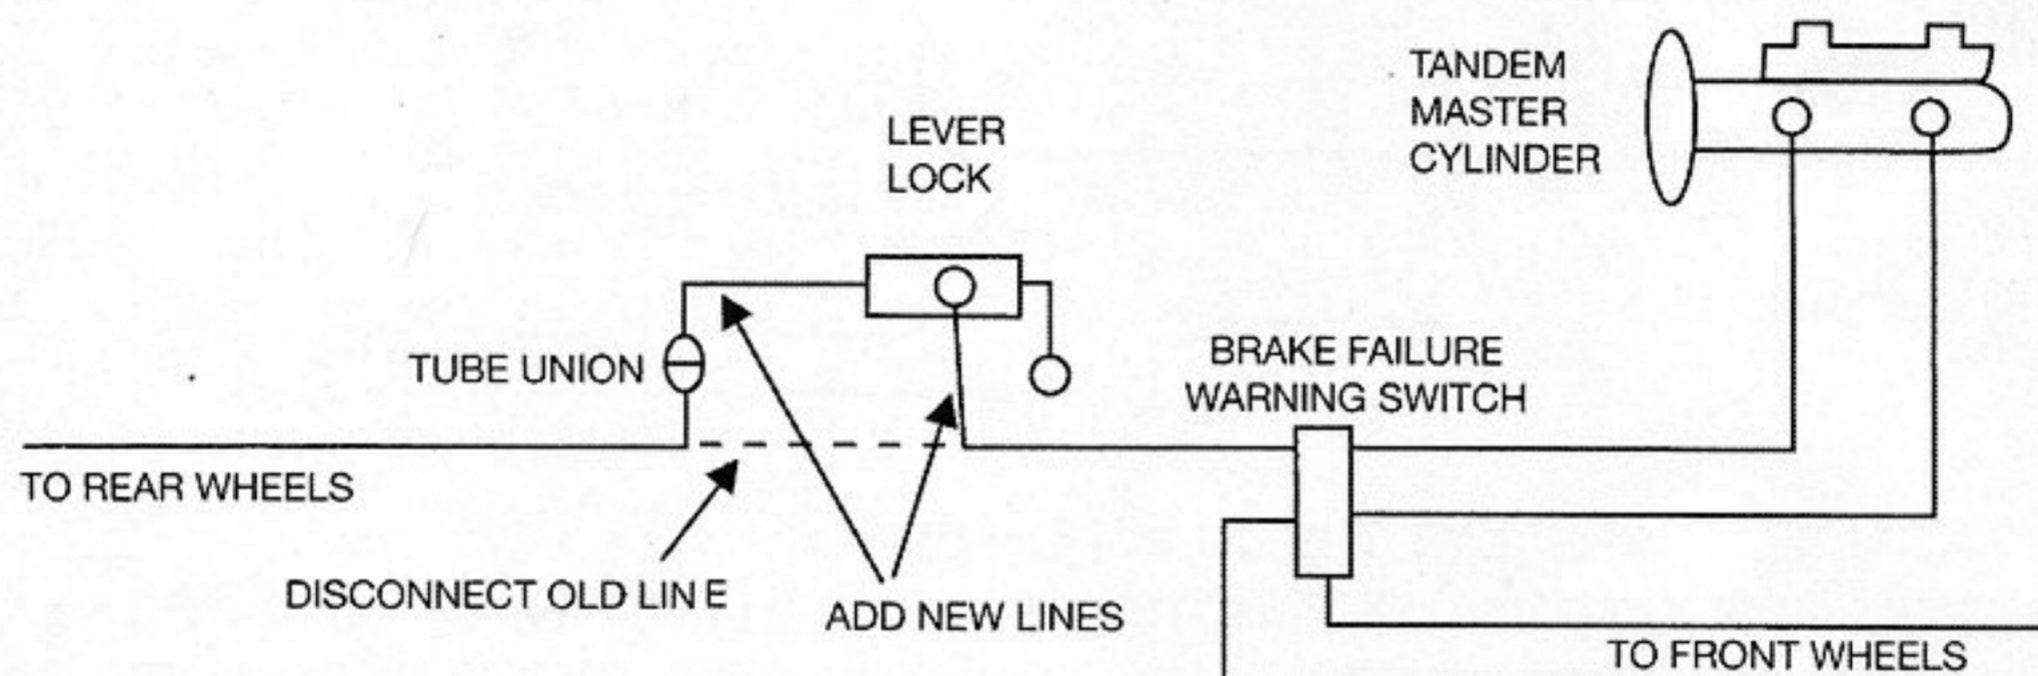 TANDEM
MASTER
CYLINDER
LEVER
LOCK
BRAKE FAILURE
WARNING SWITCH
TUBE UNION
TO REAR WHEELS
DISCONNECT OLD LINE
ADD NEW LINES
TO FRONT WHEELS